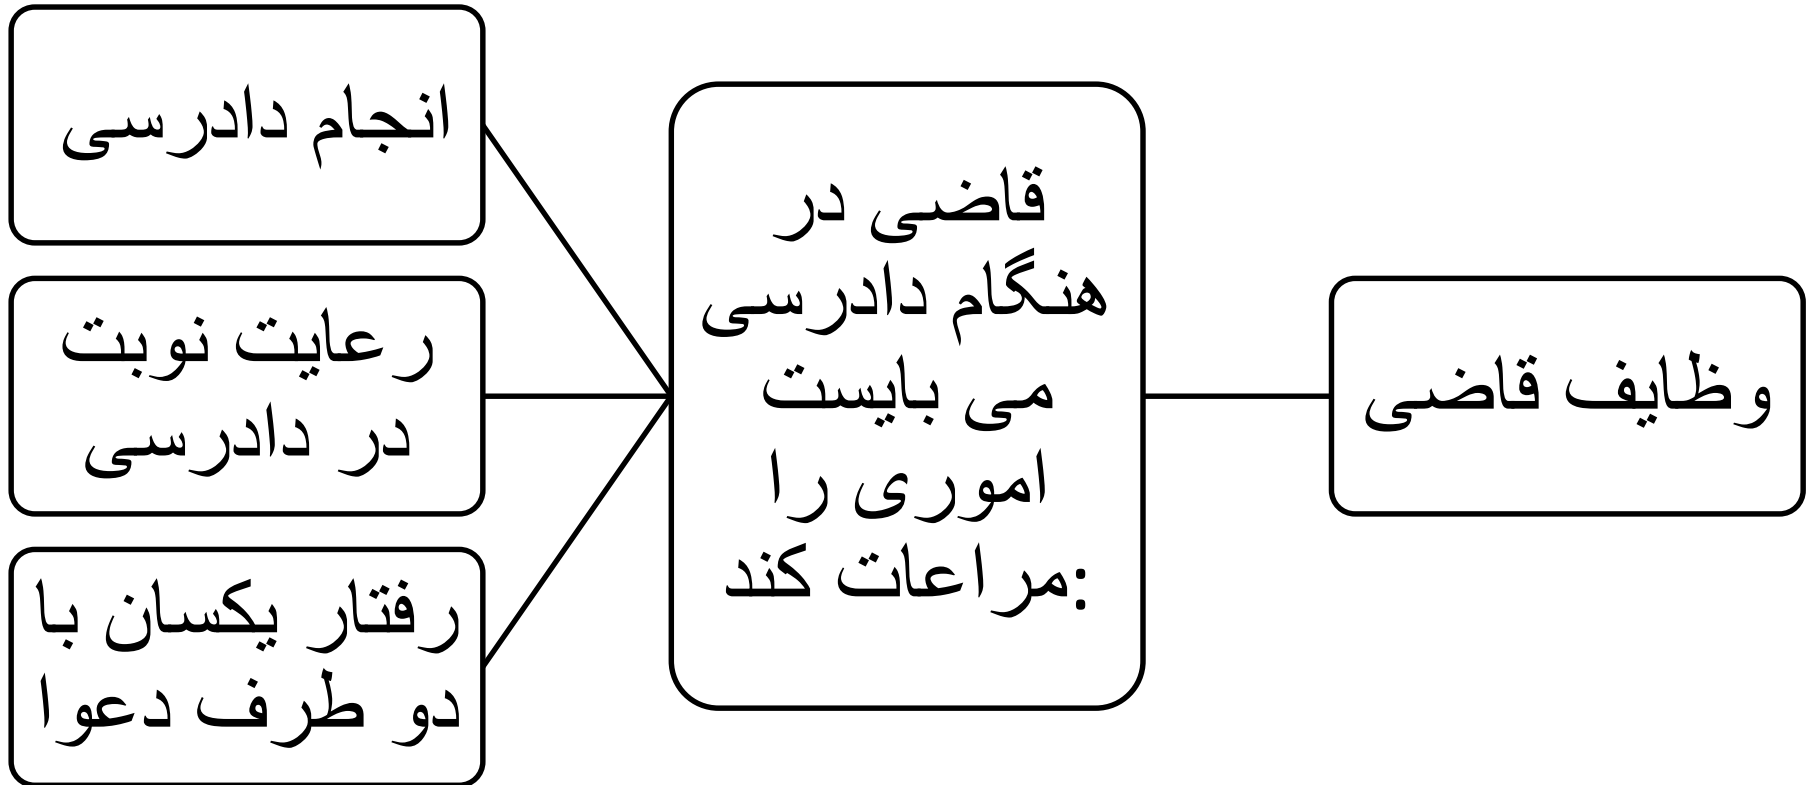 وظایف قاضی
قاضی در
هنگام دادرسی
می بایست
اموری را
مراعات کند:
انجام دادرسی
رعایت نوبت
در دادرسی
رفتار یکسان با
دو طرف دعوا